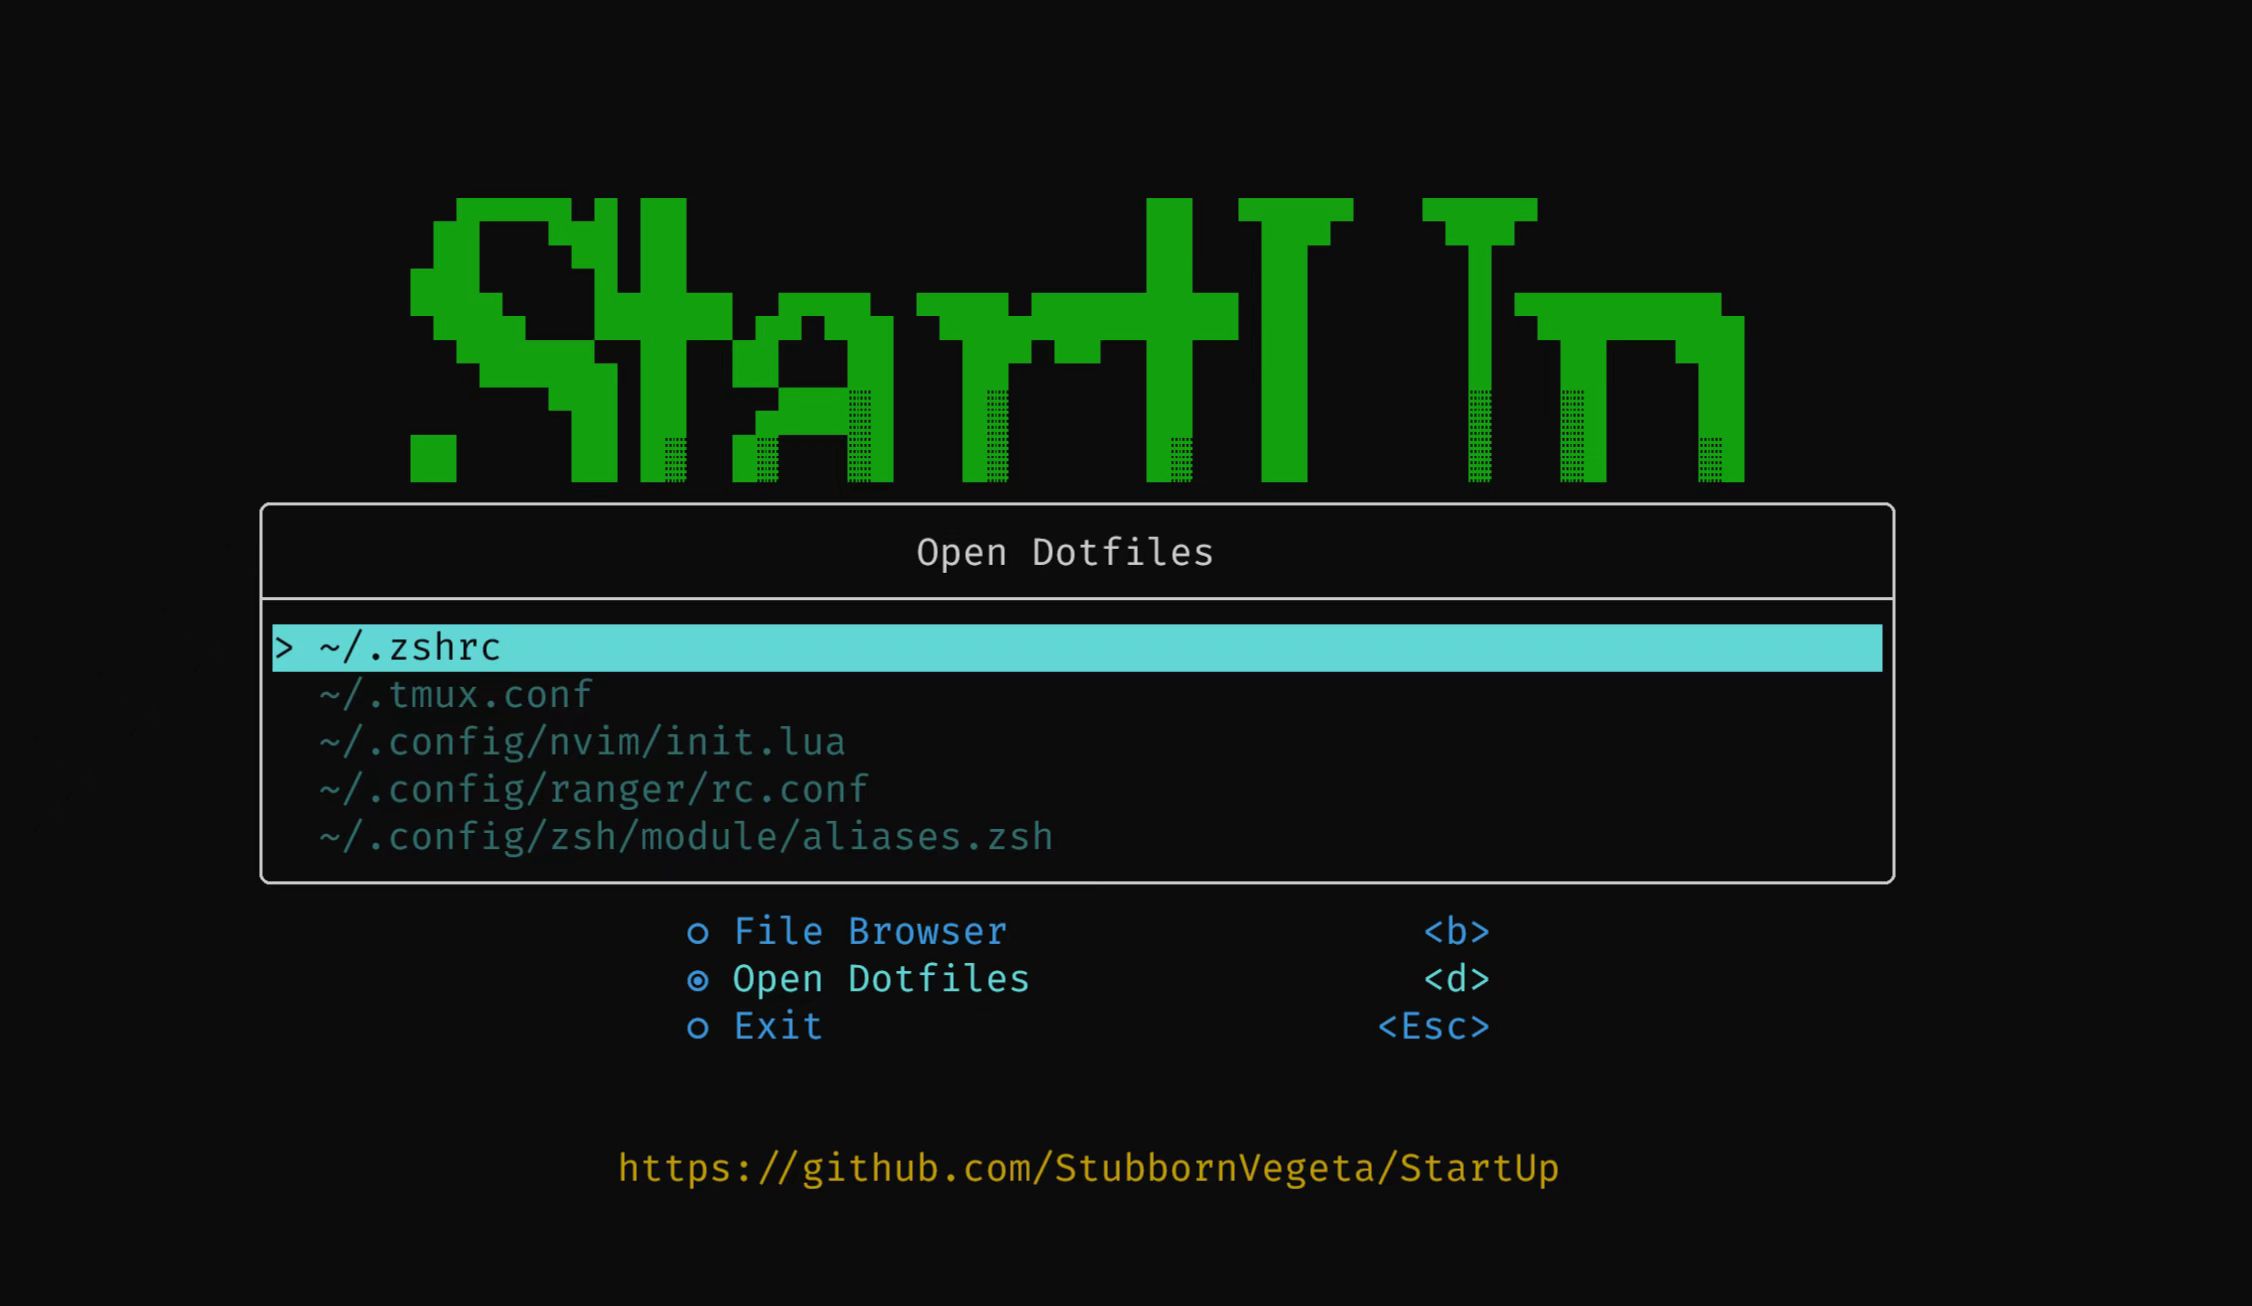 StartUp
Open Dotfiles
> ~/.zshrc
~/.tmux.conf
~/.config/nvim/init.lua
~/.config/ranger/rc.conf
~/.config/zsh/module/aliases.zsh
File Browser <b>
Open Dotfiles <d>
Exit <Esc>
https://github.com/StubbornVegeta/StartUp